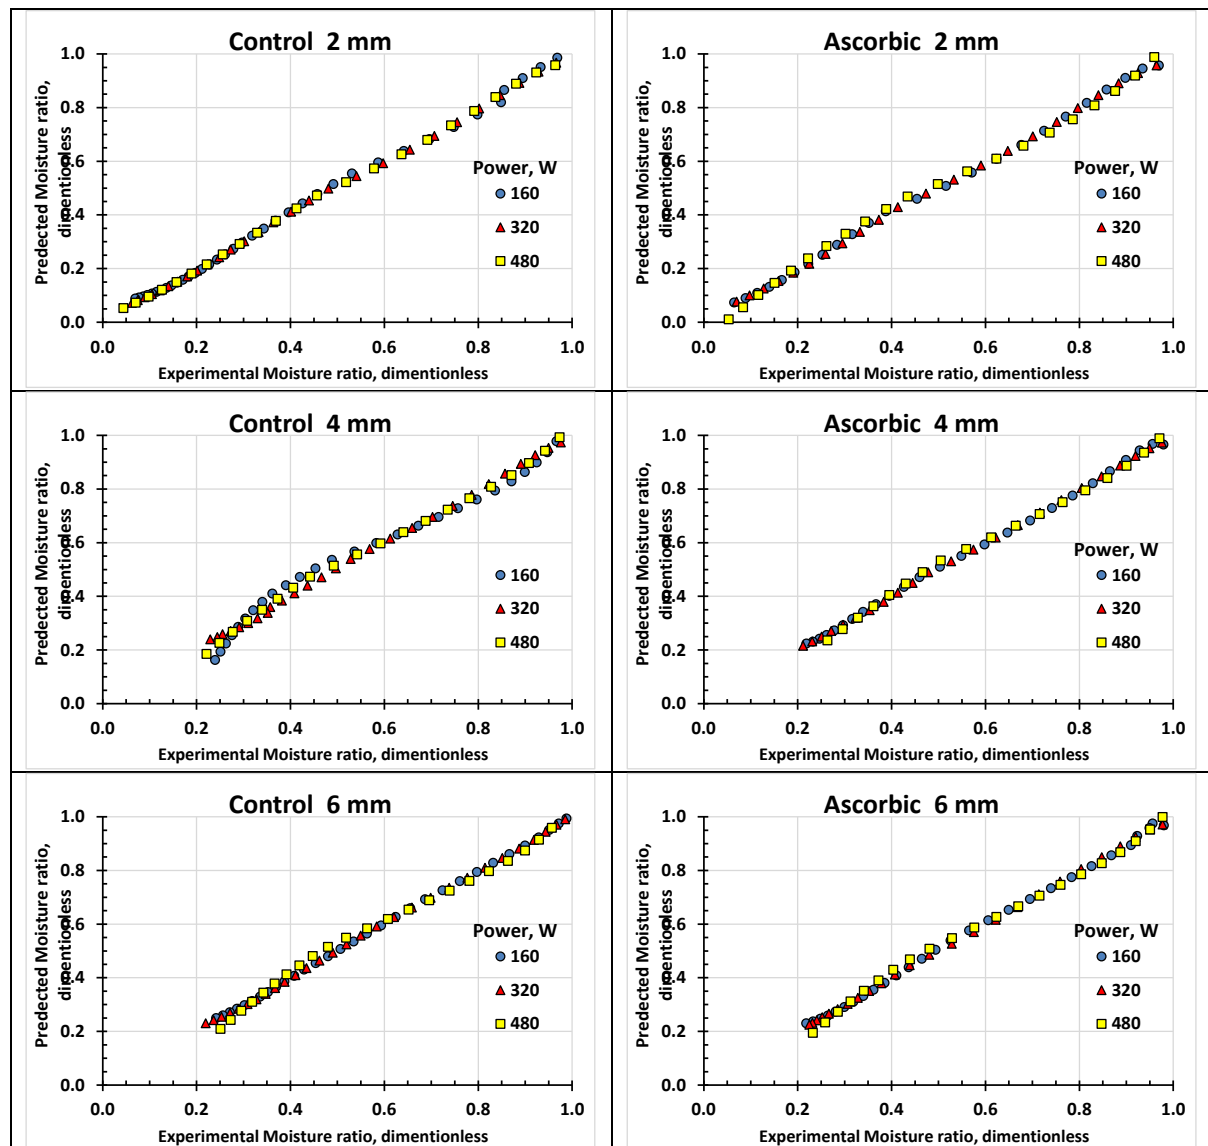 Control 2 mm
Predected Moisture ratio,
dimentionless
1.0
0.8
0.6
0.4
0.2
0.0
Power, W
160
320
480
0.0 0.2 0.4 0.6 0.8 1.0
Experimental Moisture ratio, dimentionless
Ascorbic 2 mm
Predected Moisture ratio,
dimentionless
1.0
0.8
0.6
0.4
0.2
0.0
Power, W
160
320
480
0.0 0.2 0.4 0.6 0.8 1.0
Experimental Moisture ratio, dimentionless
Control 4 mm
Predected Moisture ratio,
dimentionless
1.0
0.8
0.6
0.4
0.2
0.0
Power, W
160
320
480
0.0 0.2 0.4 0.6 0.8 1.0
Experimental Moisture ratio, dimentionless
Ascorbic 4 mm
Predected Moisture ratio,
dimentionless
1.0
0.8
0.6
0.4
0.2
0.0
Power, W
160
320
480
0.0 0.2 0.4 0.6 0.8 1.0
Experimental Moisture ratio, dimentionless
Control 6 mm
Predected Moisture ratio,
dimentionless
1.0
0.8
0.6
0.4
0.2
0.0
Power, W
160
320
480
0.0 0.2 0.4 0.6 0.8 1.0
Experimental Moisture ratio, dimentionless
Ascorbic 6 mm
Predected Moisture ratio,
dimentionless
1.0
0.8
0.6
0.4
0.2
0.0
Power, W
160
320
480
0.0 0.2 0.4 0.6 0.8 1.0
Experimental Moisture ratio, dimentionless